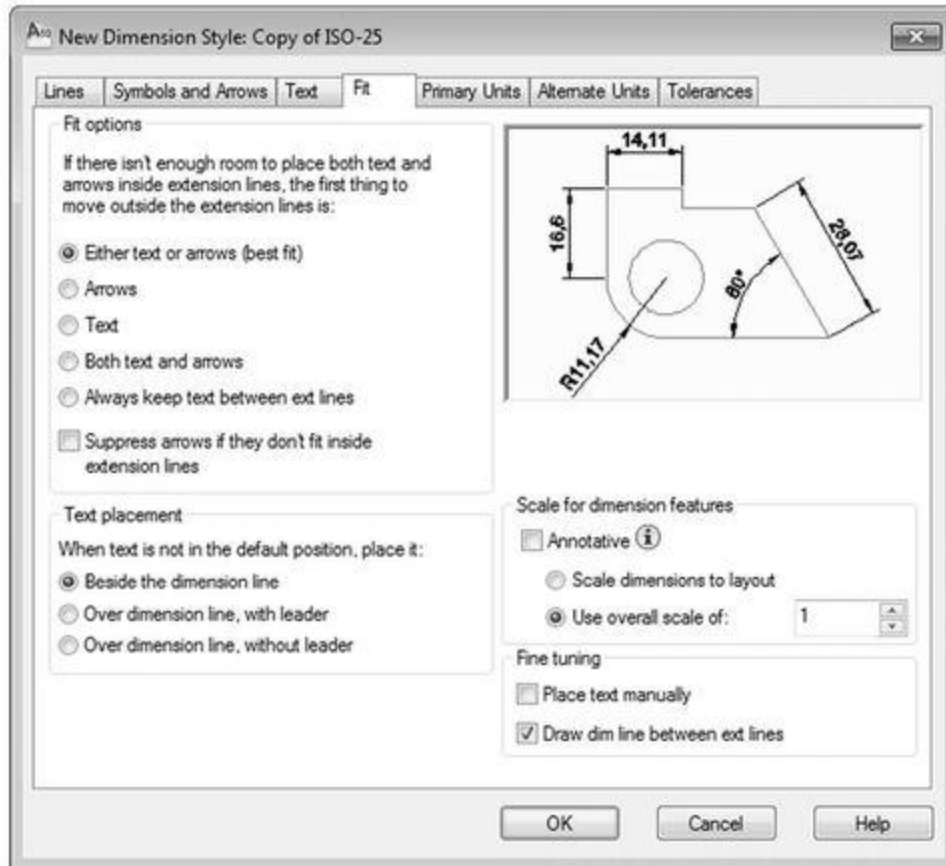 New Dimension Style: Copy of ISO-25
Lines
Symbols and Arrows
Text
Fit
Primary Units
Alternate Units
Tolerances
Fit options
If there isn't enough room to place both text and
arrows inside extension lines, the first thing to
move outside the extension lines is:
Either text or arrows (best fit)
Arrows
Text
Both text and arrows
Always keep text between ext lines
Suppress arrows if they don't fit inside
extension lines
Text placement
When text is not in the default position, place it:
Beside the dimension line
Over dimension line, with leader
Over dimension line, without leader
14,11
16,6
28,07
60°
R11,17
Scale for dimension features
Annotative
Scale dimensions to layout
Use overall scale of:
1
Fine tuning
Place text manually
Draw dim line between ext lines
OK
Cancel
Help